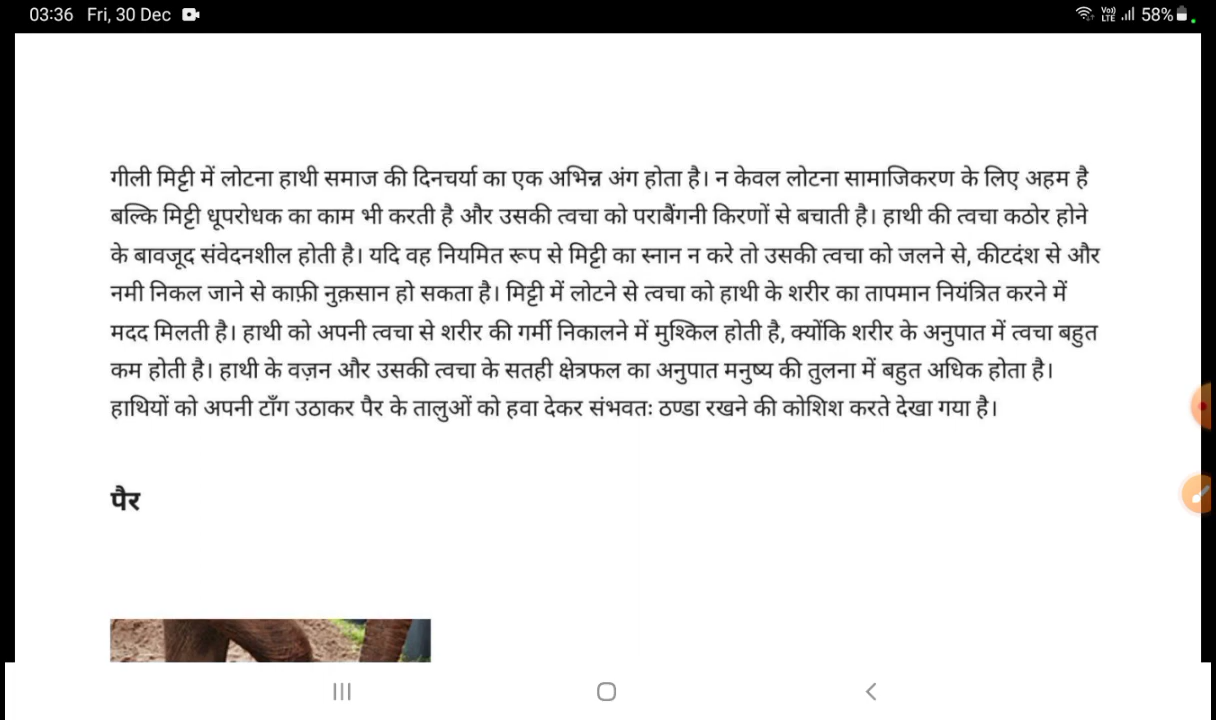 03:36 Fri, 30 Dec Vo)) LTE 58%
गीली मिट्टी में लोटना हाथी समाज की दिनचर्या का एक अभिन्न अंग होता है। न केवल लोटना सामाजिकरण के लिए अहम है
बल्कि मिट्टी धूपरोधक का काम भी करती है और उसकी त्वचा को पराबैंगनी किरणों से बचाती है। हाथी की त्वचा कठोर होने
के बावजूद संवेदनशील होती है। यदि वह नियमित रूप से मिट्टी का स्नान न करे तो उसकी त्वचा को जलने से, कीटदंश से और
नमी निकल जाने से काफ़ी नुक़सान हो सकता है। मिट्टी में लोटने से त्वचा को हाथी के शरीर का तापमान नियंत्रित करने में
मदद मिलती है। हाथी को अपनी त्वचा से शरीर की गर्मी निकालने में मुश्किल होती है, क्योंकि शरीर के अनुपात में त्वचा बहुत
कम होती है। हाथी के वज़न और उसकी त्वचा के सतही क्षेत्रफल का अनुपात मनुष्य की तुलना में बहुत अधिक होता है।
हाथियों को अपनी टाँग उठाकर पैर के तालुओं को हवा देकर संभवतः ठण्डा रखने की कोशिश करते देखा गया है।
पैर